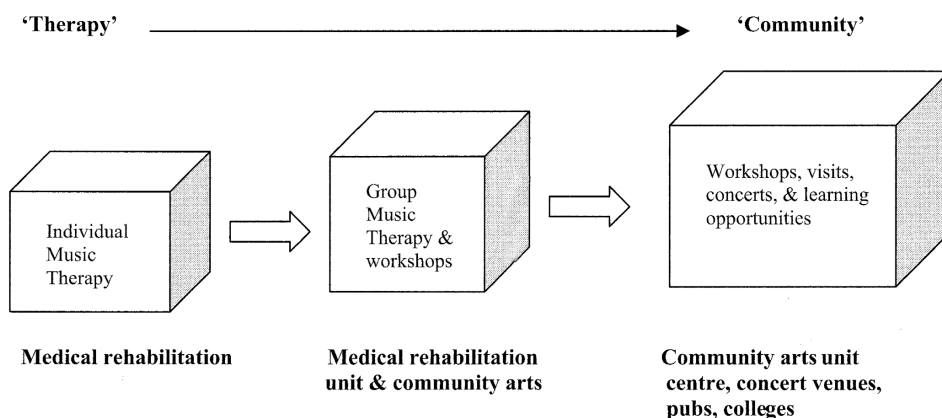 ‘Therapy’
‘Community’
Individual
Music
Therapy
Group
Music
Therapy &
workshops
Workshops, visits,
concerts, & learning
opportunities
Medical rehabilitation
Medical rehabilitation
unit & community arts
Community arts unit
centre, concert venues,
pubs, colleges